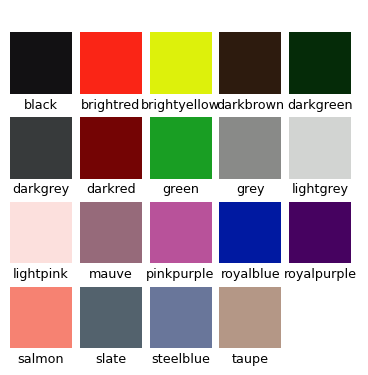 black brightred brightyellow darkbrown darkgreen
darkgrey darkred green grey lightgrey
lightpink mauve pinkpurple royalblue royalpurple
salmon slate steelblue taupe